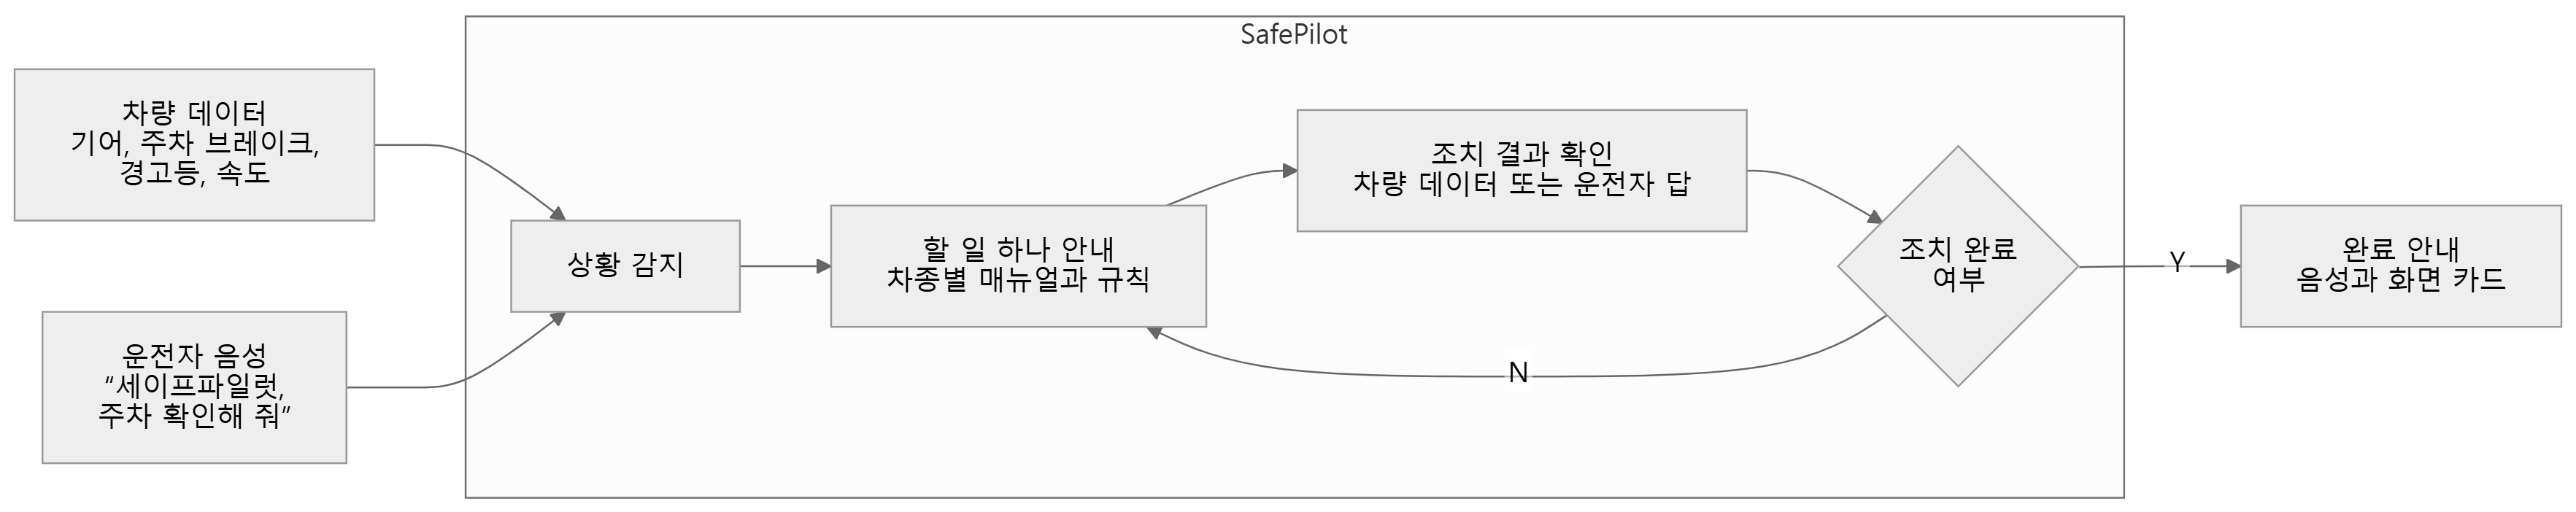 SafePilot
차량 데이터
기어, 주차 브레이크,
경고등, 속도
운전자 음성
“세이프파일럿,
주차 확인해 줘”
상황 감지
할 일 하나 안내
차종별 매뉴얼과 규칙
조치 결과 확인
차량 데이터 또는 운전자 답
조치 완료
여부
N
Y
완료 안내
음성과 화면 카드